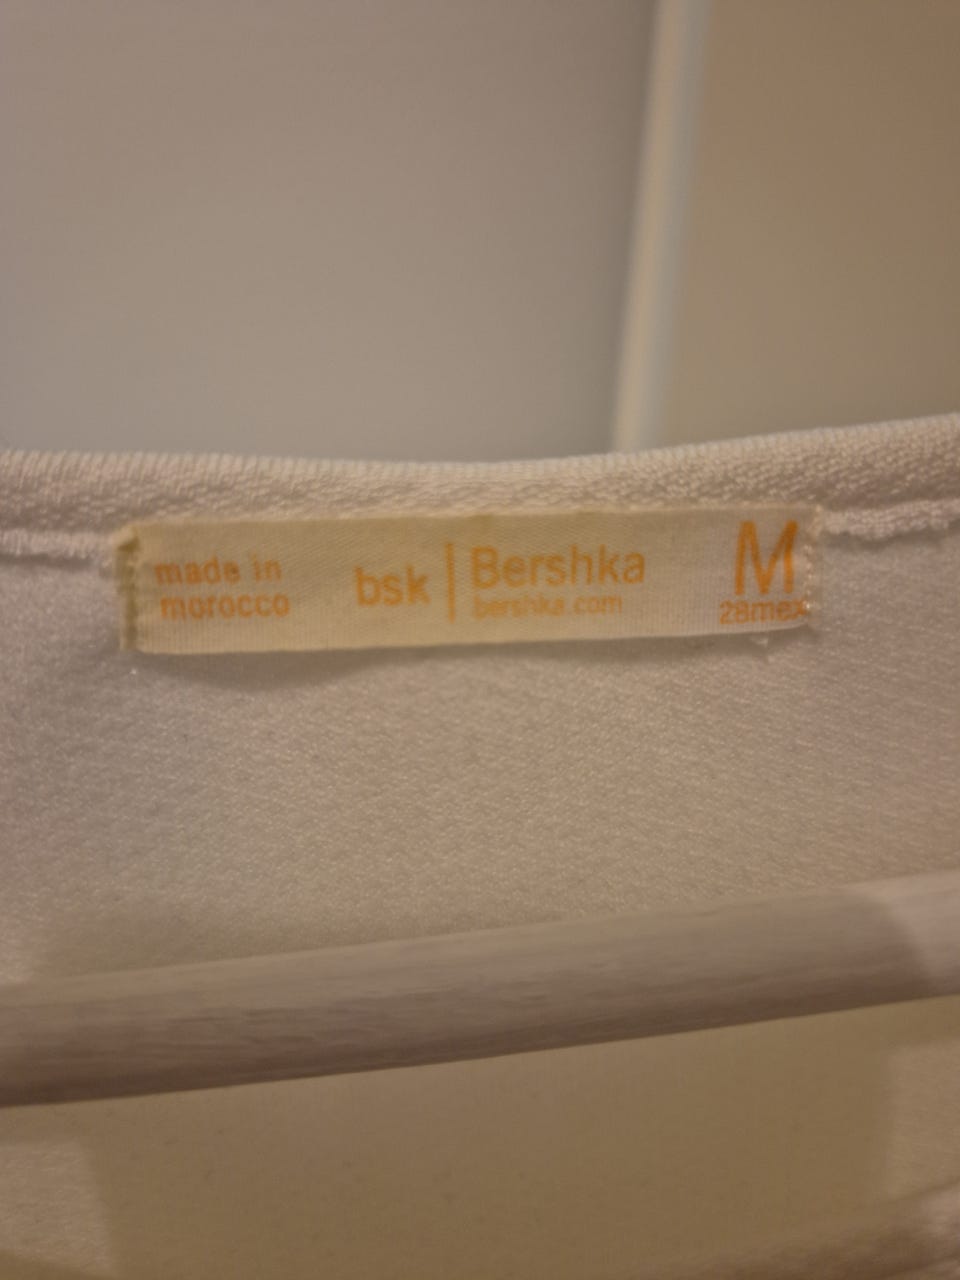 made in
morocco
bsk | Bershka
bershka.com
M
28mex